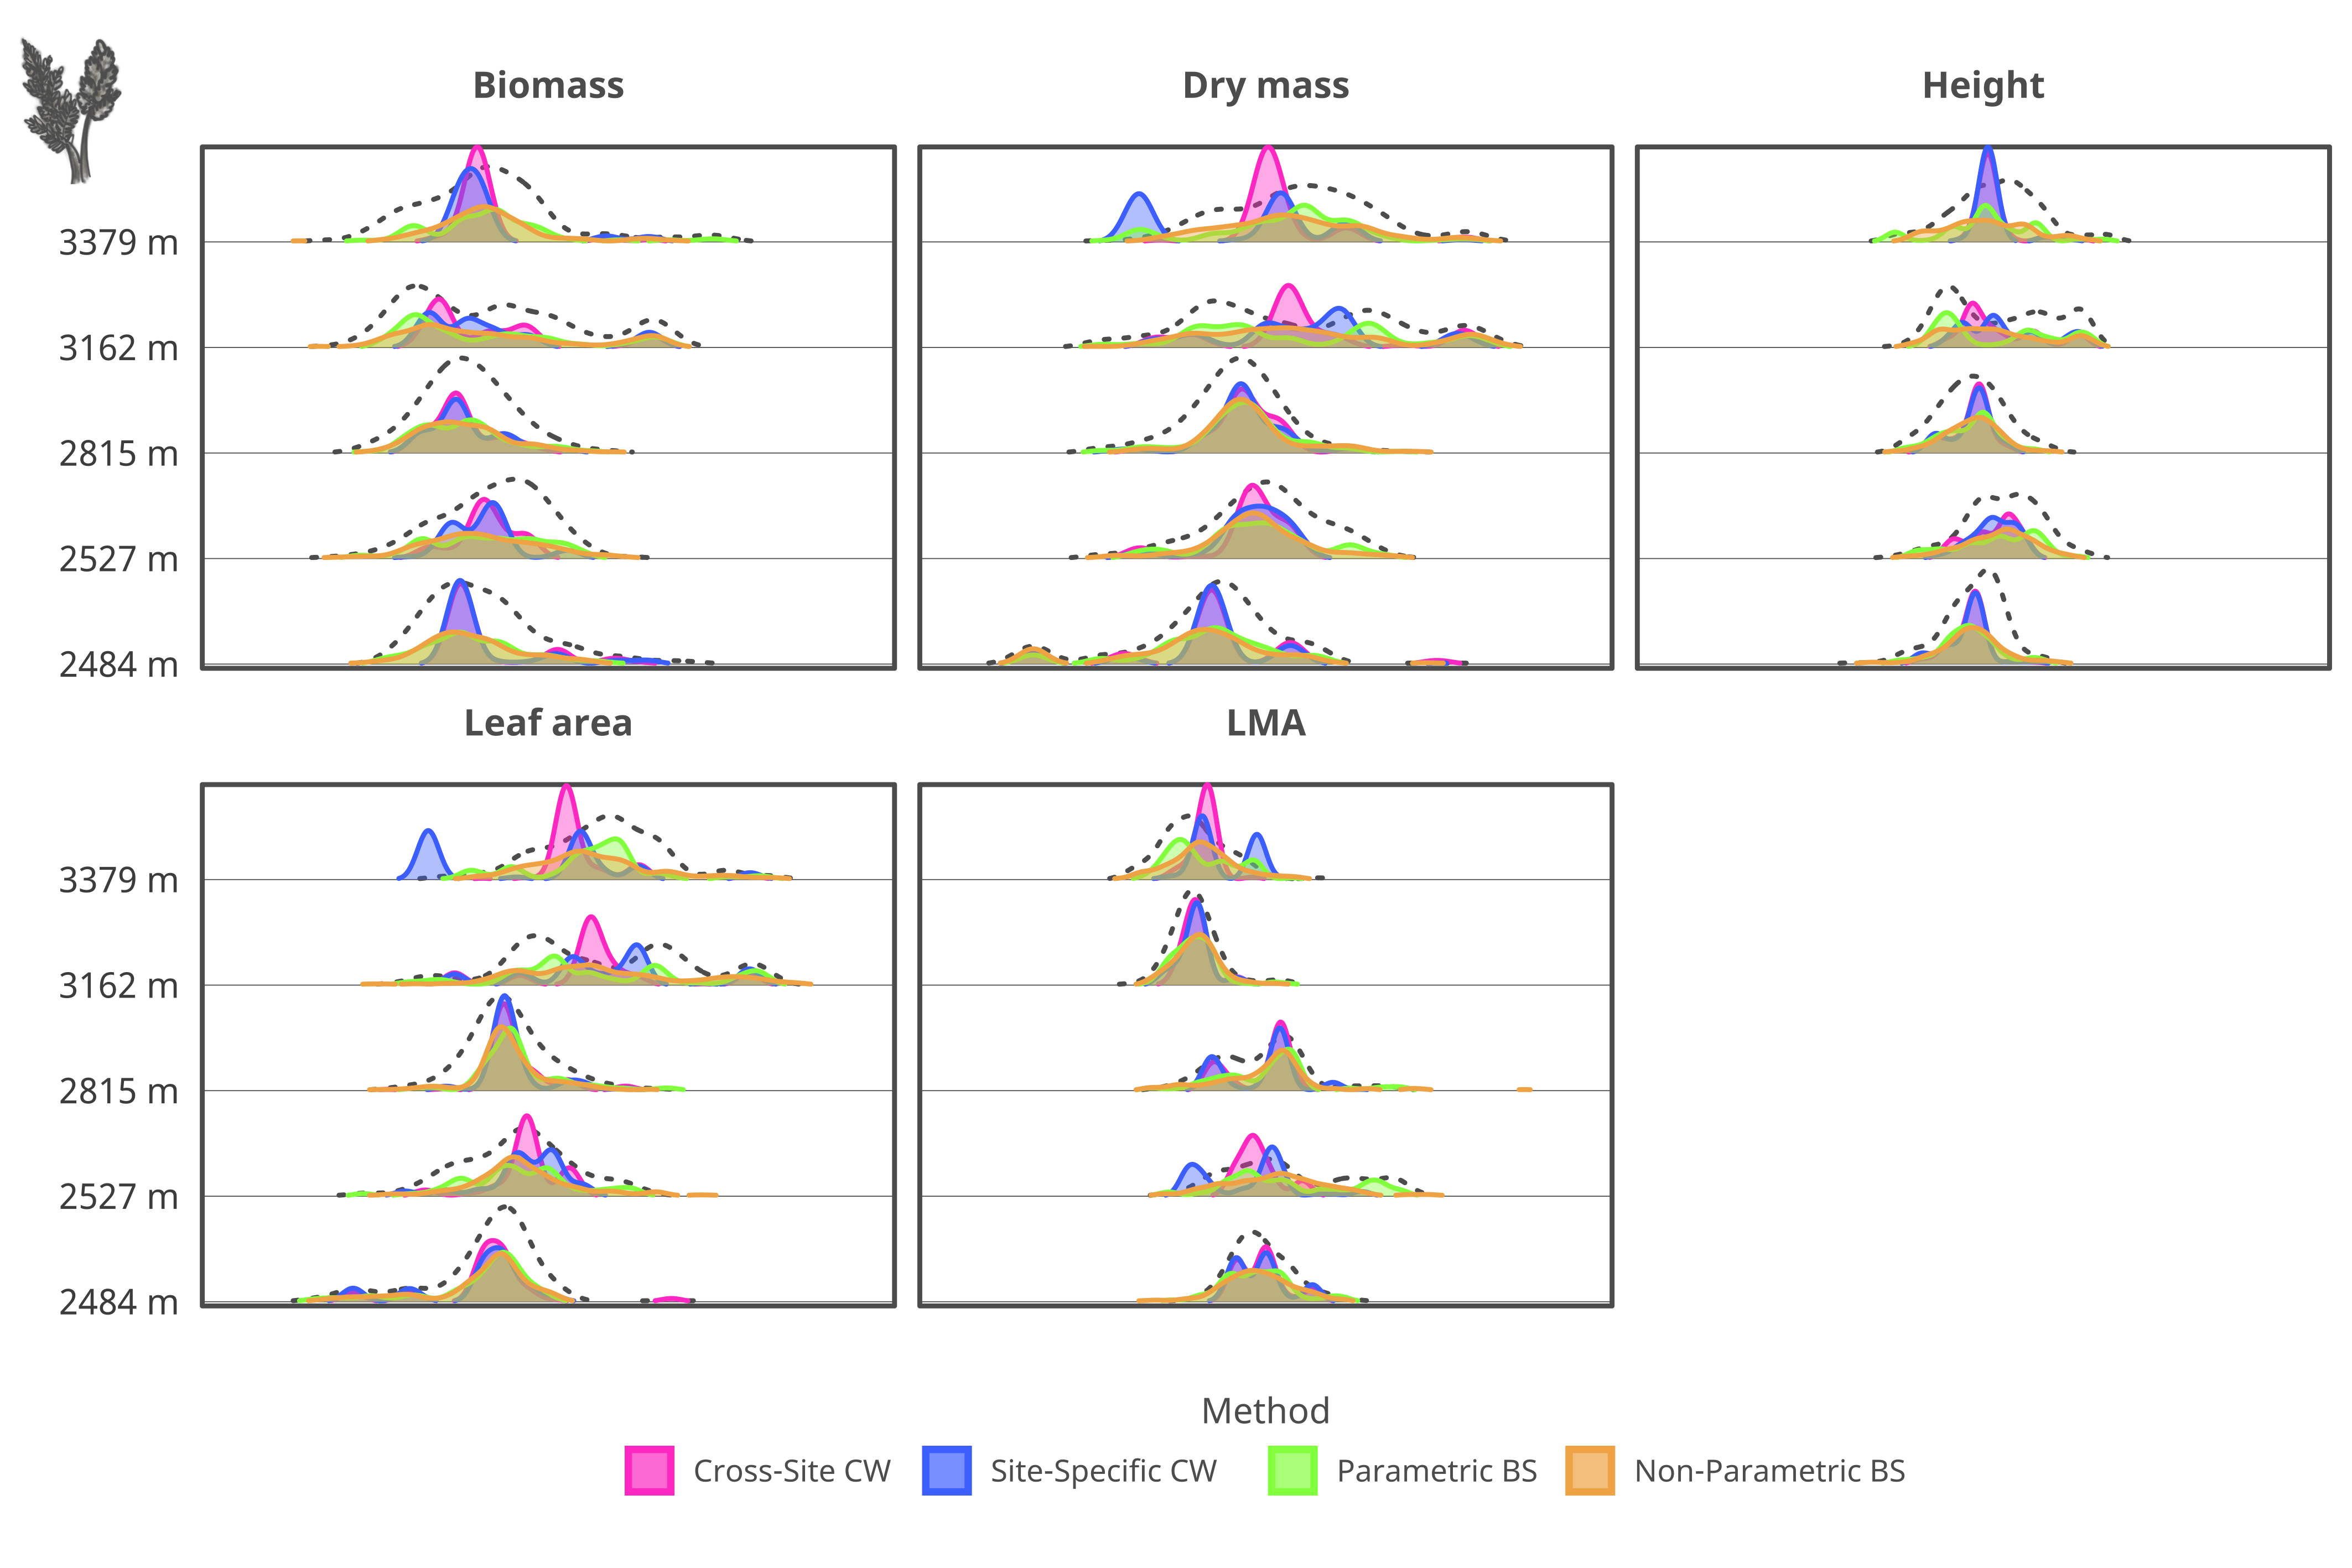 Biomass Dry mass Height
3379 m
3162 m
2815 m
2527 m
2484 m
Leaf area LMA
3379 m
3162 m
2815 m
2527 m
2484 m
Method
Cross-Site CW Site-Specific CW Parametric BS Non-Parametric BS